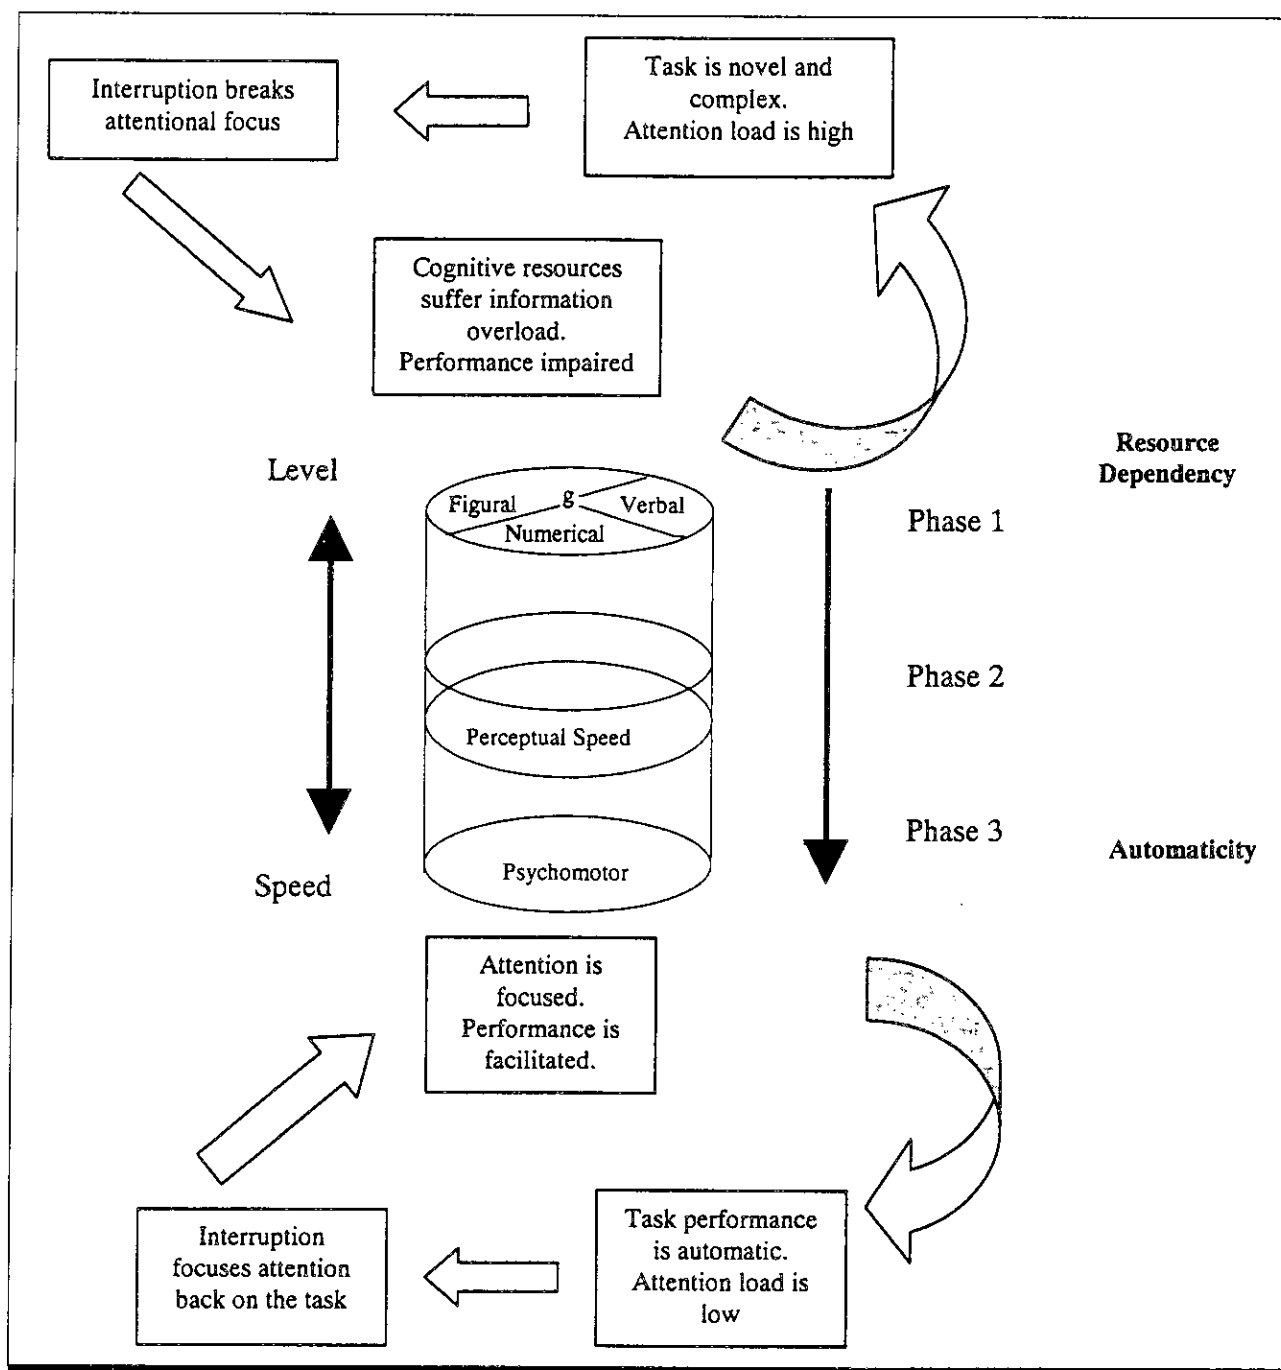 Interruption breaks
attentional focus
Task is novel and
complex.
Attention load is high
Cognitive resources
suffer information
overload.
Performance impaired
Resource
Dependency
Level
Figural
g
Verbal
Numerical
Phase 1
Phase 2
Perceptual Speed
Phase 3
Automaticity
Psychomotor
Speed
Attention is
focused.
Performance is
facilitated.
Interruption
focuses attention
back on the task
Task performance
is automatic.
Attention load is
low